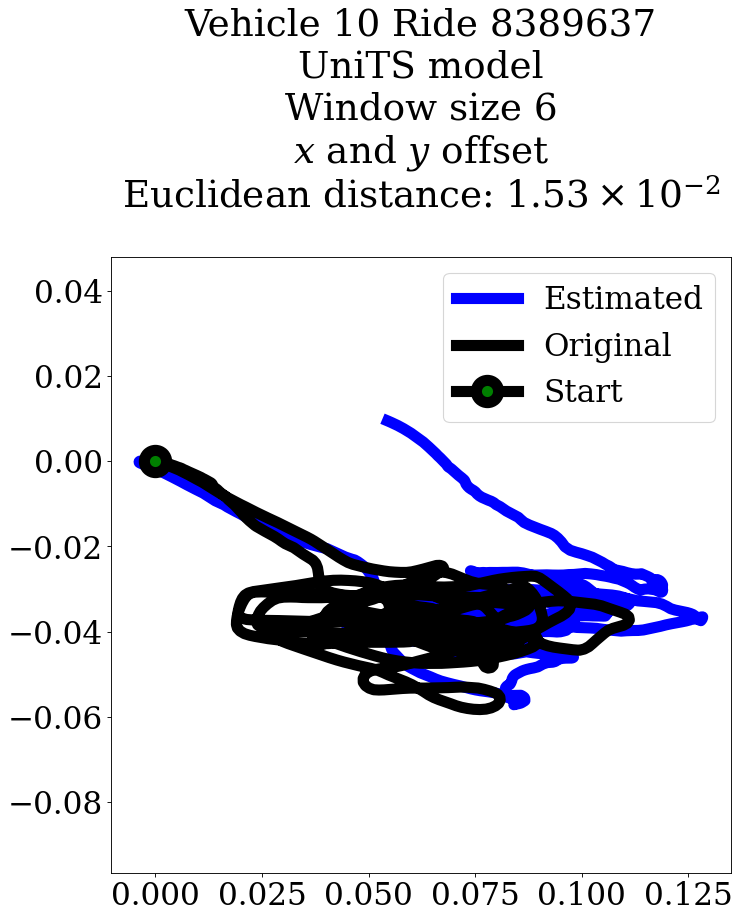 Vehicle 10 Ride 8389637
UniTS model
Window size 6
x and y offset
Euclidean distance: 1.53 × 10⁻²
Estimated
Original
Start
0.04
0.02
0.00
−0.02
−0.04
−0.06
−0.08
0.000 0.025 0.050 0.075 0.100 0.125